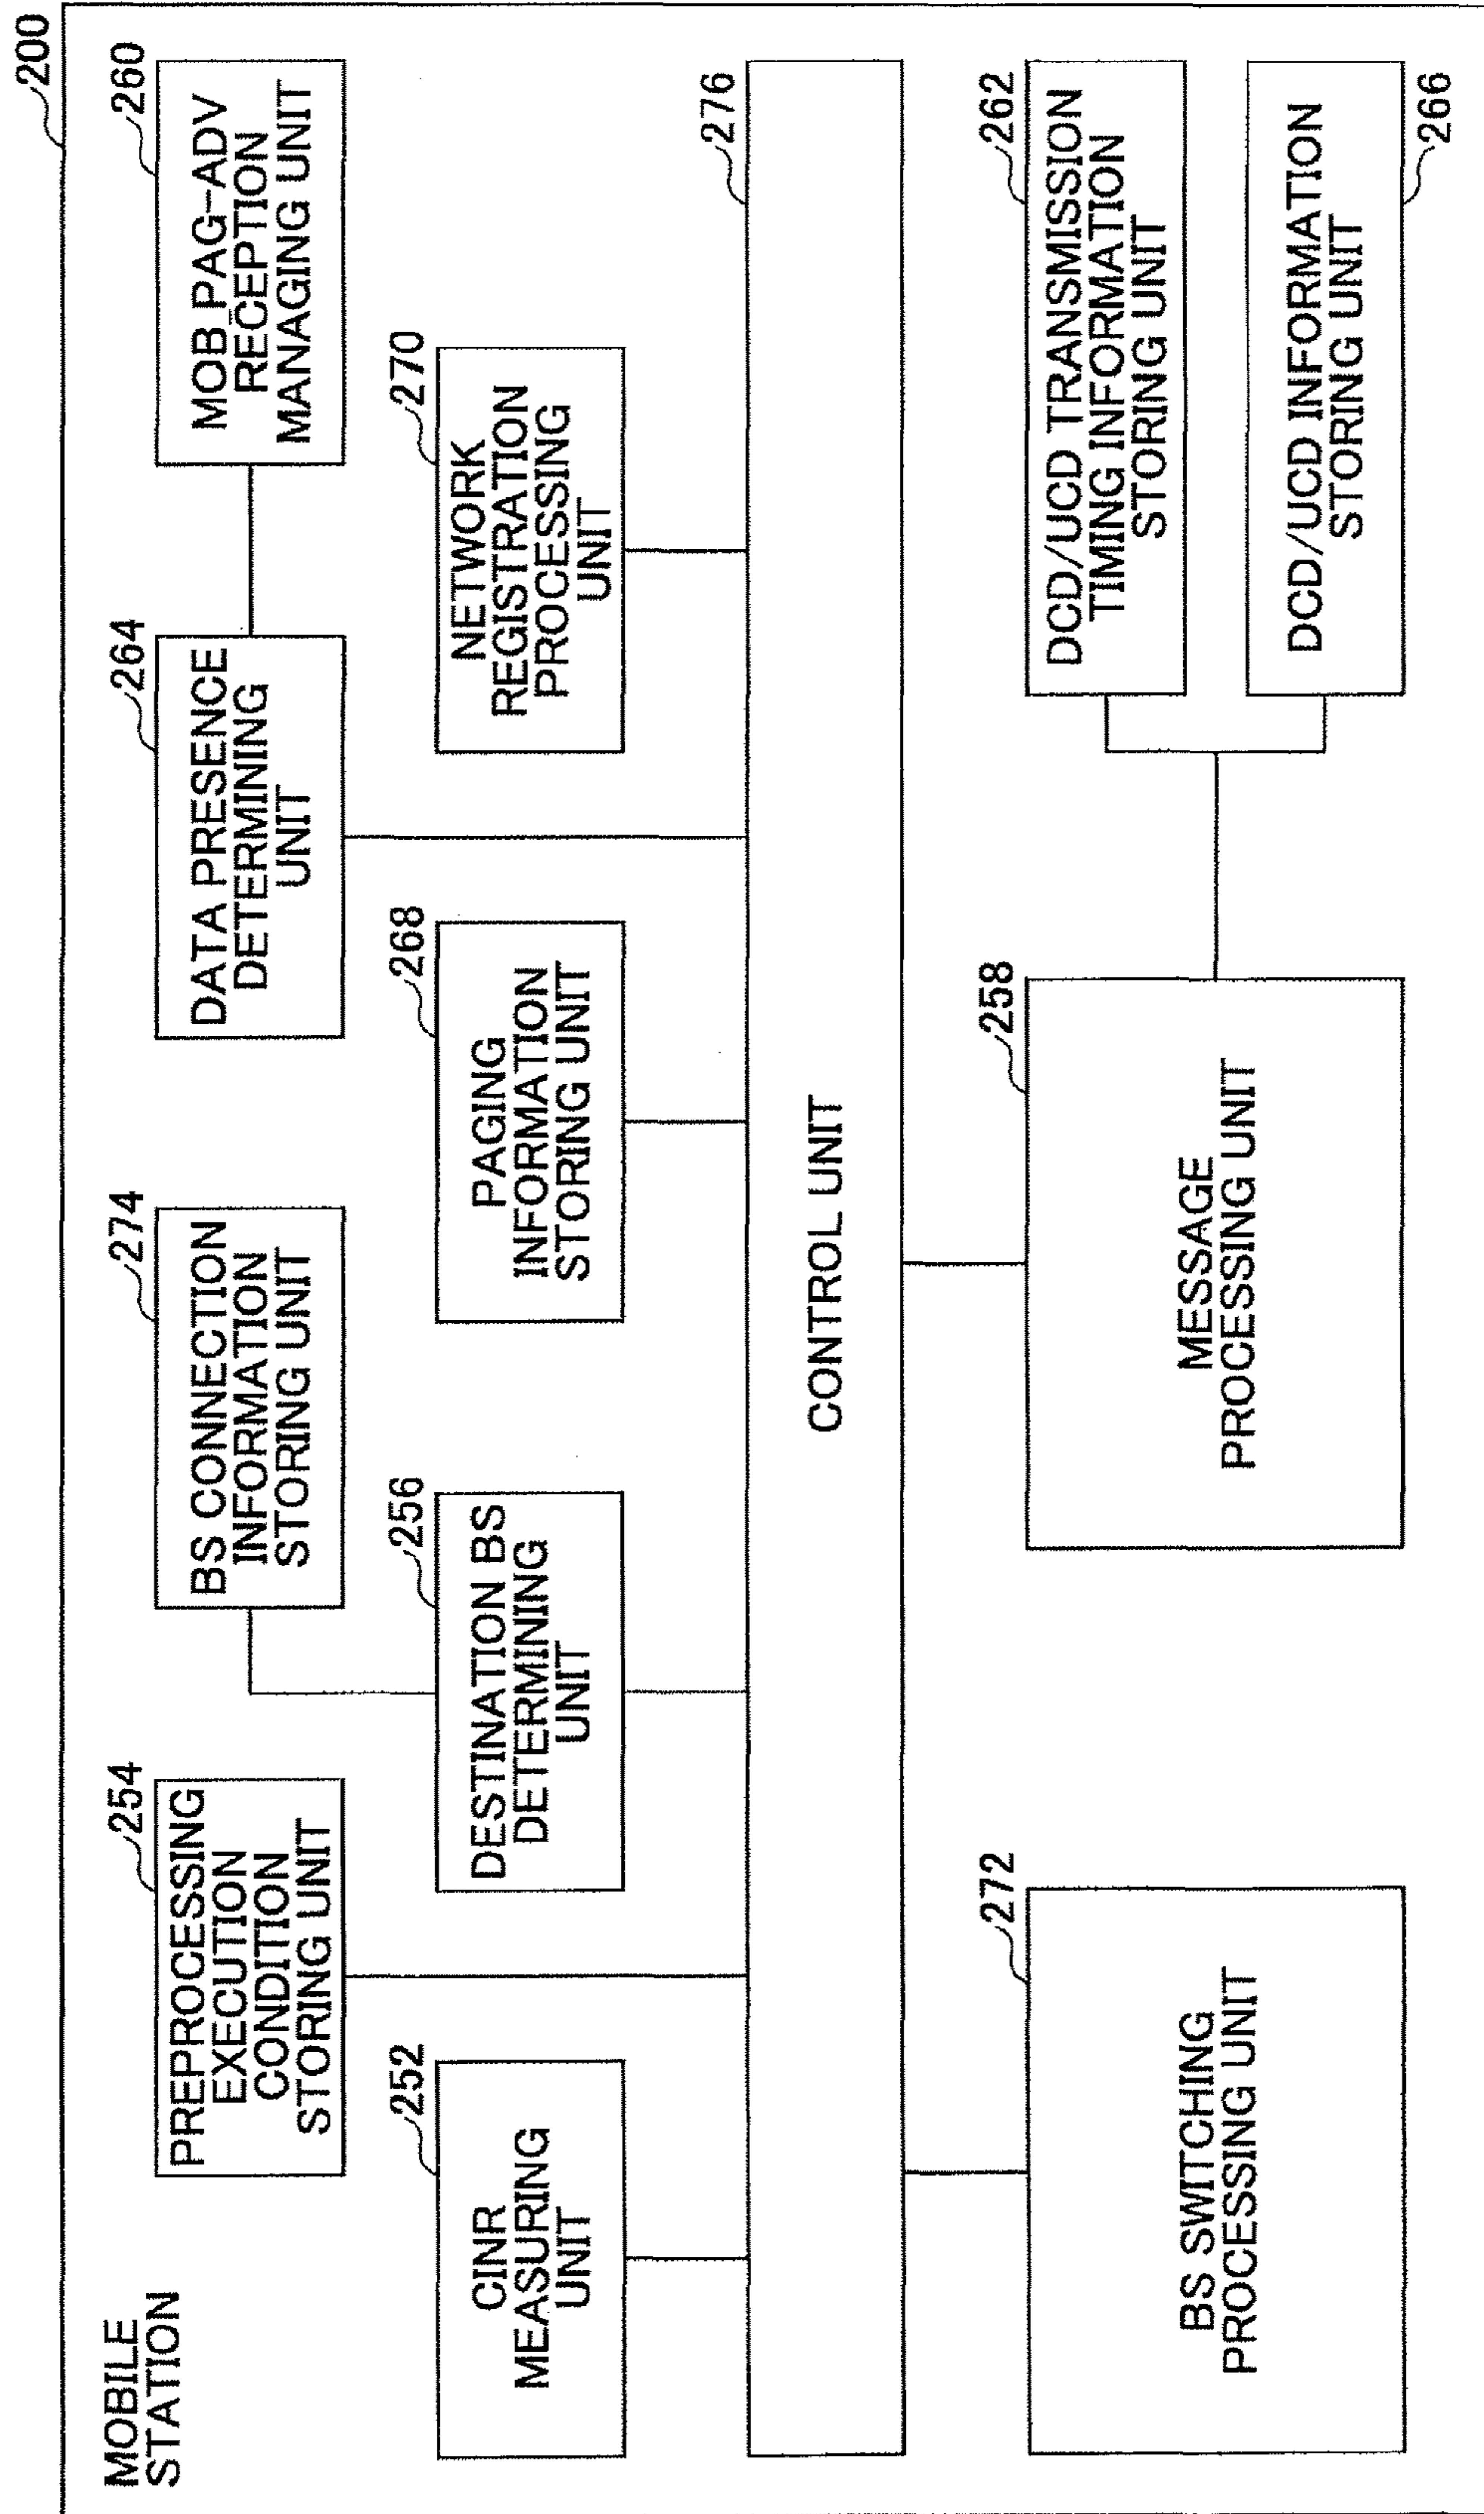 200
MOBILE
STATION
254
PREPROCESSING
EXECUTION
CONDITION
STORING UNIT
274
BS CONNECTION
INFORMATION
STORING UNIT
264
DATA PRESENCE
DETERMINING
UNIT
260
MOB PAG-ADV
RECEPTION
MANAGING UNIT
252
CINR
MEASURING
UNIT
256
DESTINATION BS
DETERMINING
UNIT
268
PAGING
INFORMATION
STORING UNIT
270
NETWORK
REGISTRATION
PROCESSING
UNIT
276
CONTROL UNIT
272
BS SWITCHING
PROCESSING UNIT
258
MESSAGE
PROCESSING UNIT
262
DCD/UCD TRANSMISSION
TIMING INFORMATION
STORING UNIT
DCD/UCD INFORMATION
STORING UNIT
266